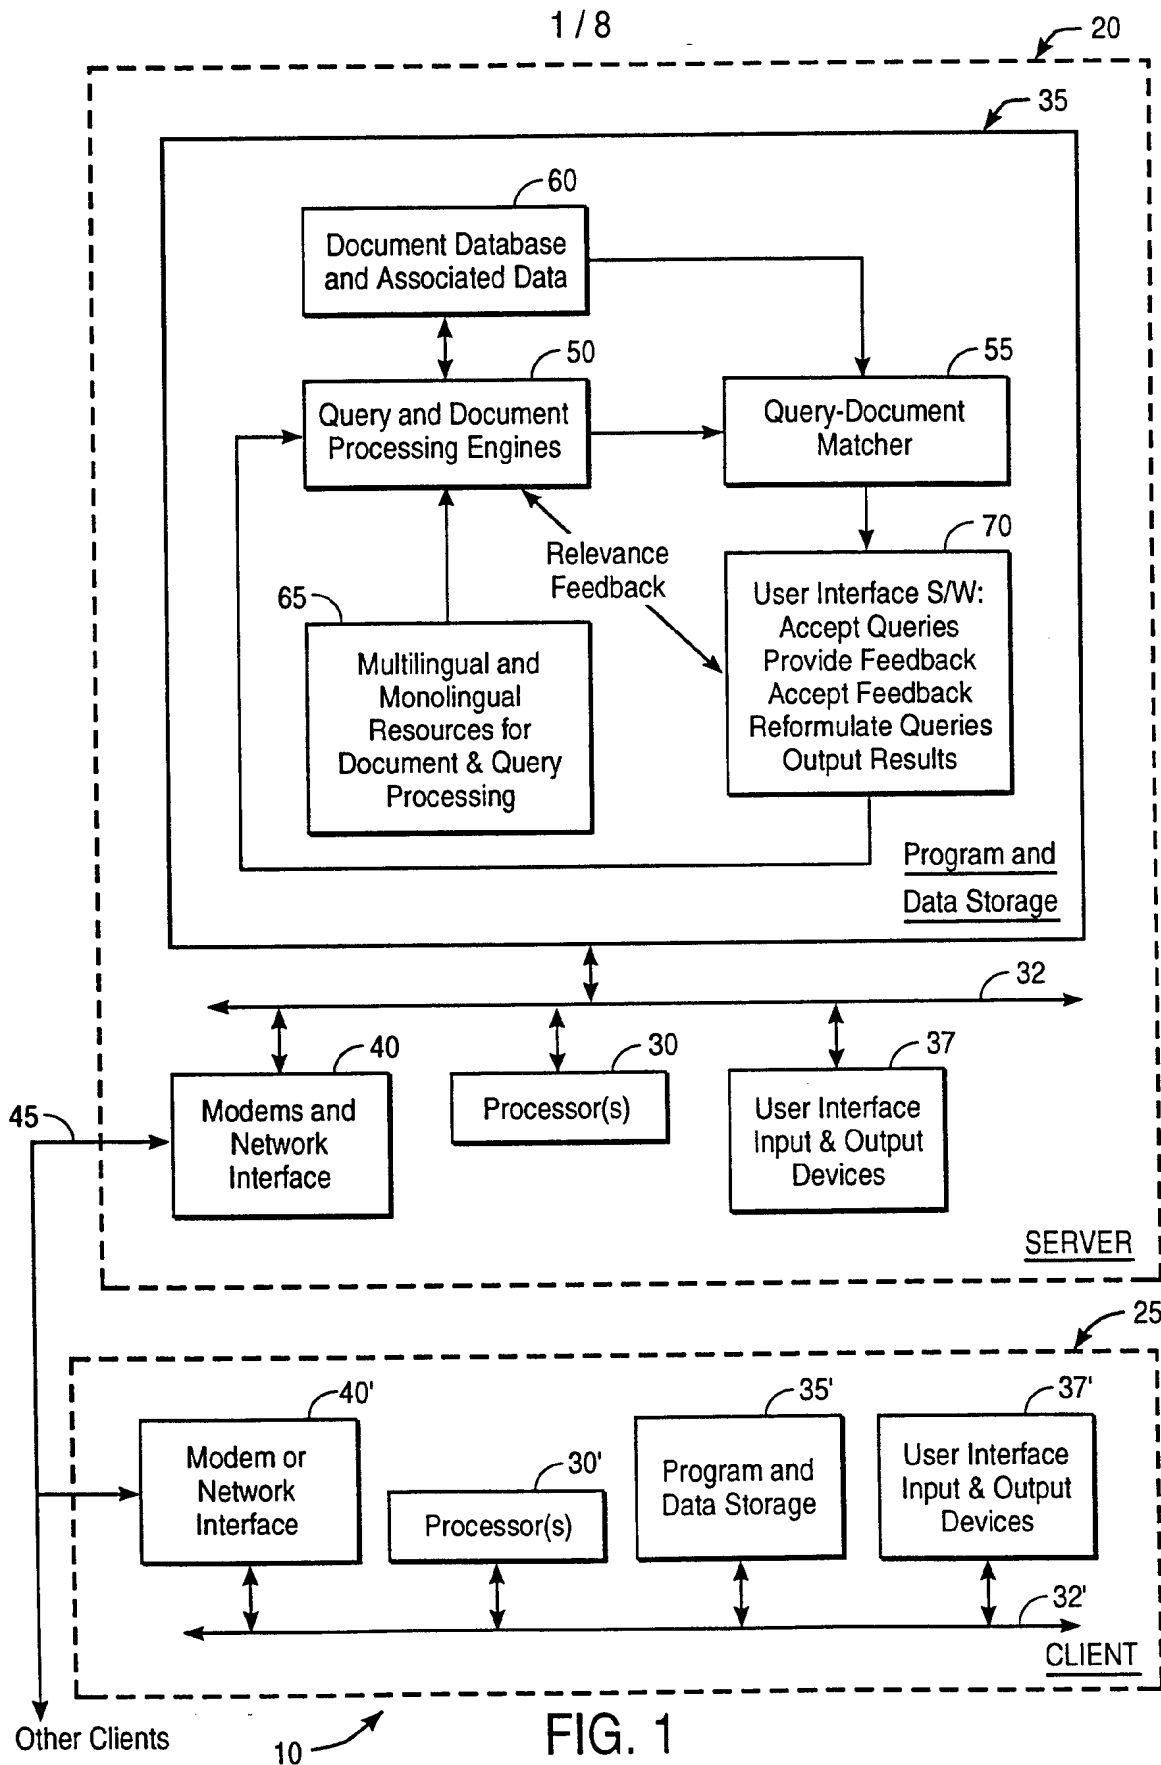 1 / 8
20
35
60
Document Database
and Associated Data
50
Query and Document
Processing Engines
55
Query-Document
Matcher
Relevance
Feedback
70
User Interface S/W:
Accept Queries
Provide Feedback
Accept Feedback
Reformulate Queries
Output Results
65
Multilingual and
Monolingual
Resources for
Document & Query
Processing
Program and
Data Storage
32
40
Modems and
Network
Interface
30
Processor(s)
37
User Interface
Input & Output
Devices
45
SERVER
25
40'
Modem or
Network
Interface
30'
Processor(s)
35'
Program and
Data Storage
37'
User Interface
Input & Output
Devices
32'
CLIENT
Other Clients
10
FIG. 1